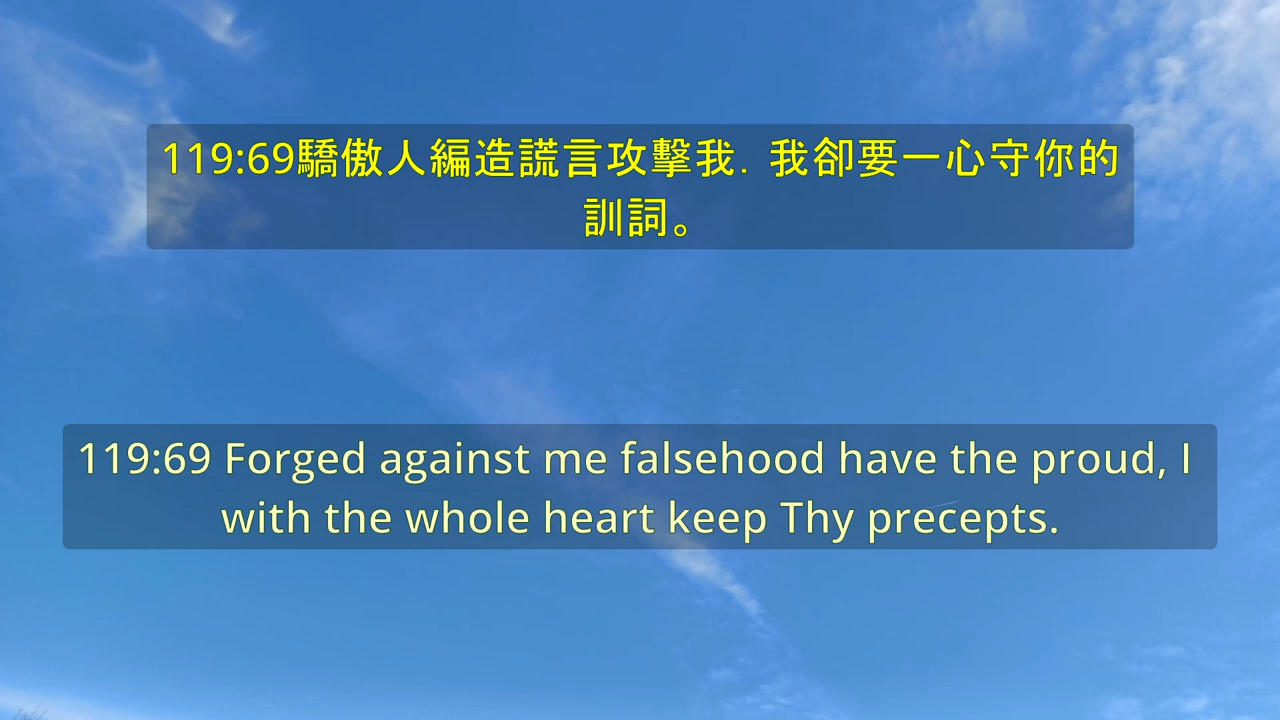 119:69驕傲人編造謊言攻擊我．我卻要一心守你的
訓詞。
119:69 Forged against me falsehood have the proud, I
with the whole heart keep Thy precepts.